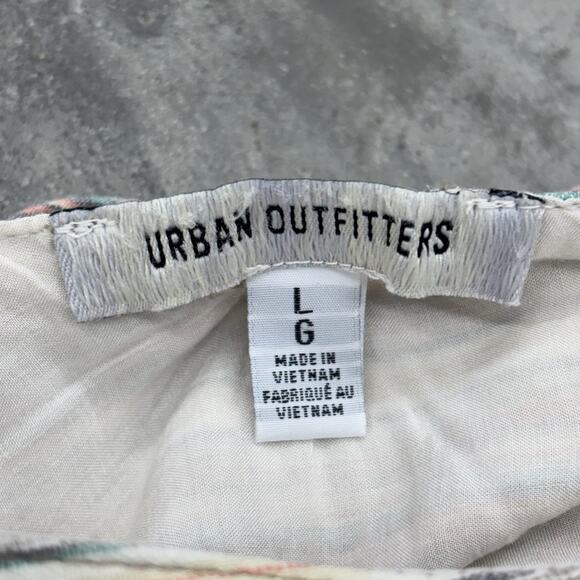 URBAN OUTFITTERS
L
G
MADE IN
VIETNAM
FABRIQUÉ AU
VIETNAM